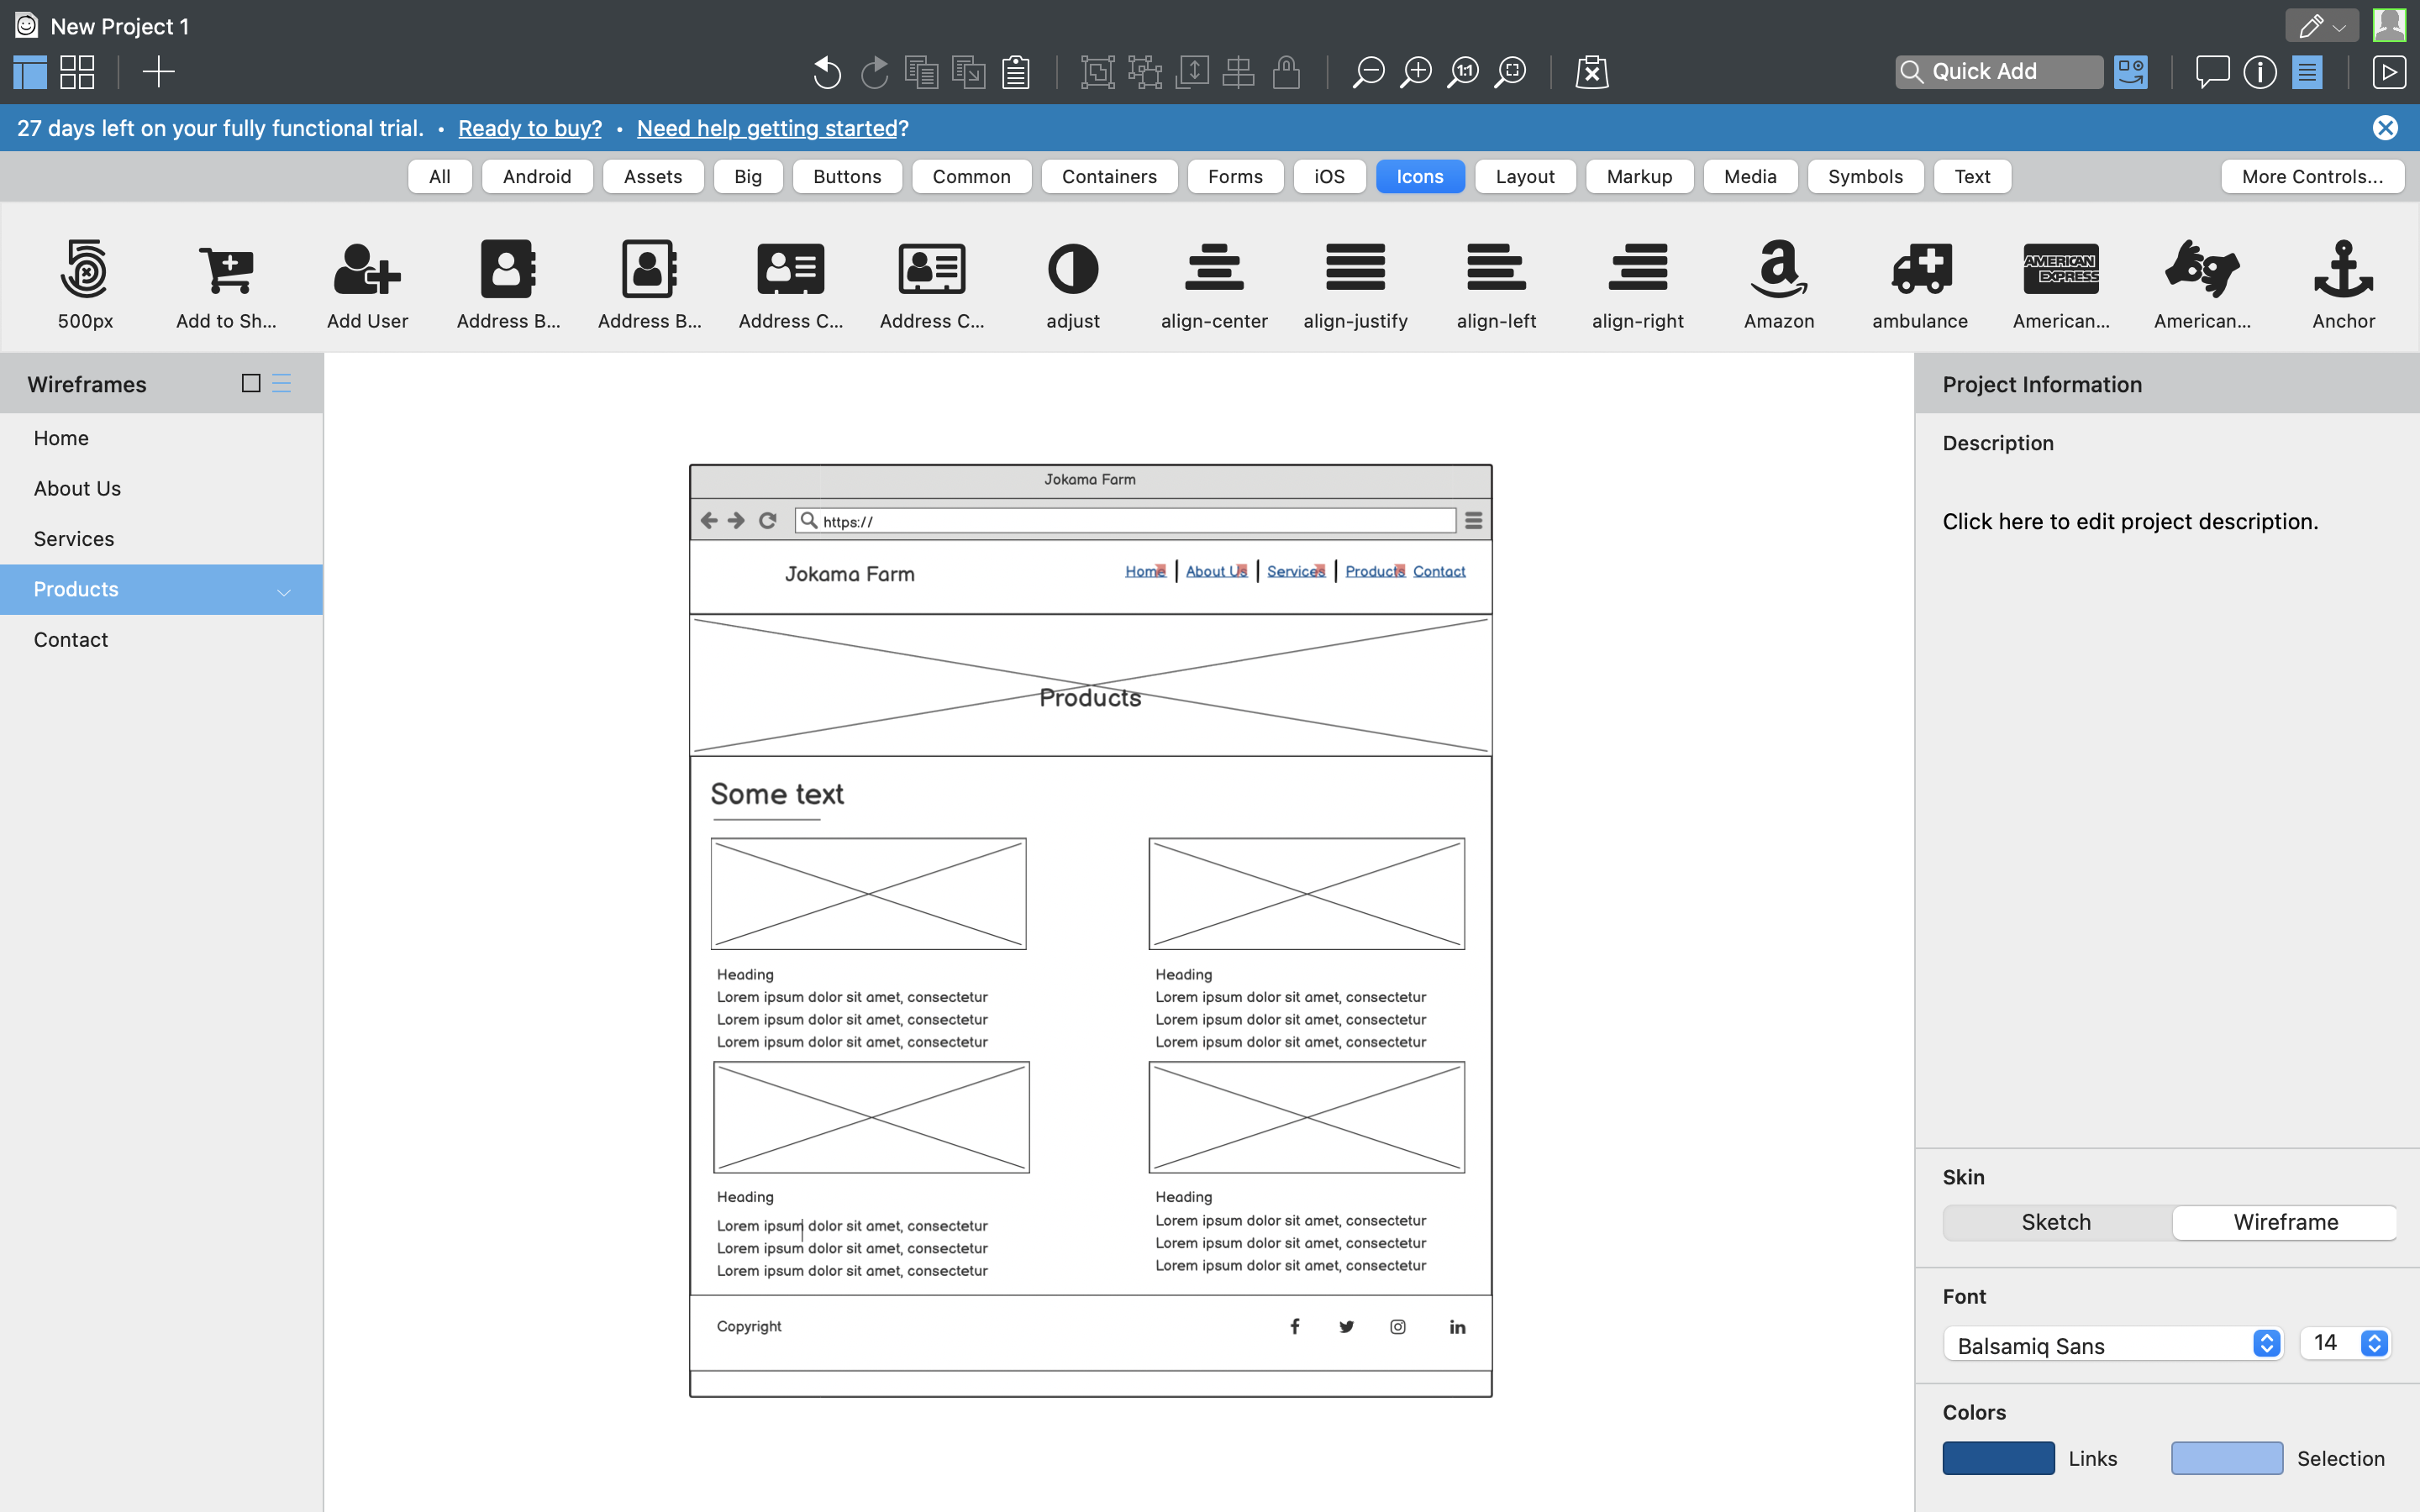 New Project 1
Quick Add
27 days left on your fully functional trial. • Ready to buy? • Need help getting started?
All Android Assets Big Buttons Common Containers Forms iOS Icons Layout Markup Media Symbols Text More Controls...
500px Add to Sh... Add User Address B... Address B... Address C... Address C... adjust align-center align-justify align-left align-right Amazon ambulance American... American... Anchor
AMERICAN
EXPRESS
Wireframes
Home
About Us
Services
Products
Contact
Jokama Farm
https://
Jokama Farm
Home About Us Services Products Contact
Products
Some text
Heading
Lorem ipsum dolor sit amet, consectetur
Lorem ipsum dolor sit amet, consectetur
Lorem ipsum dolor sit amet, consectetur
Heading
Lorem ipsum dolor sit amet, consectetur
Lorem ipsum dolor sit amet, consectetur
Lorem ipsum dolor sit amet, consectetur
Heading
Lorem ipsum dolor sit amet, consectetur
Lorem ipsum dolor sit amet, consectetur
Lorem ipsum dolor sit amet, consectetur
Heading
Lorem ipsum dolor sit amet, consectetur
Lorem ipsum dolor sit amet, consectetur
Lorem ipsum dolor sit amet, consectetur
Copyright
Project Information
Description
Click here to edit project description.
Skin
Sketch Wireframe
Font
Balsamiq Sans 14
Colors
Links Selection